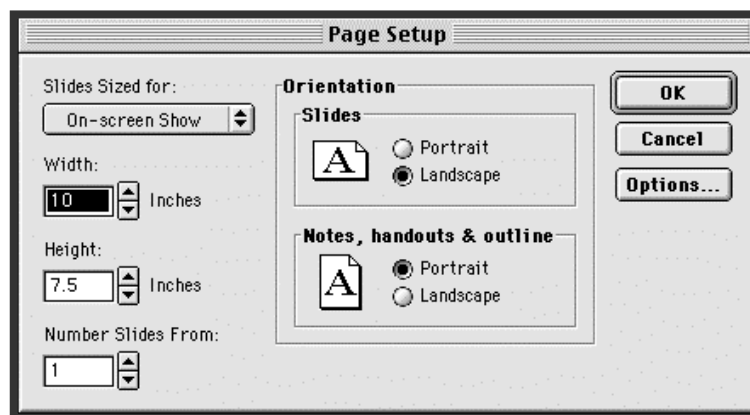 Page Setup
Slides Sized for:
On-screen Show
Width:
10 Inches
Height:
7.5 Inches
Number Slides From:
1
Orientation
Slides
A
Portrait
Landscape
Notes, handouts & outline
A
Portrait
Landscape
OK
Cancel
Options...